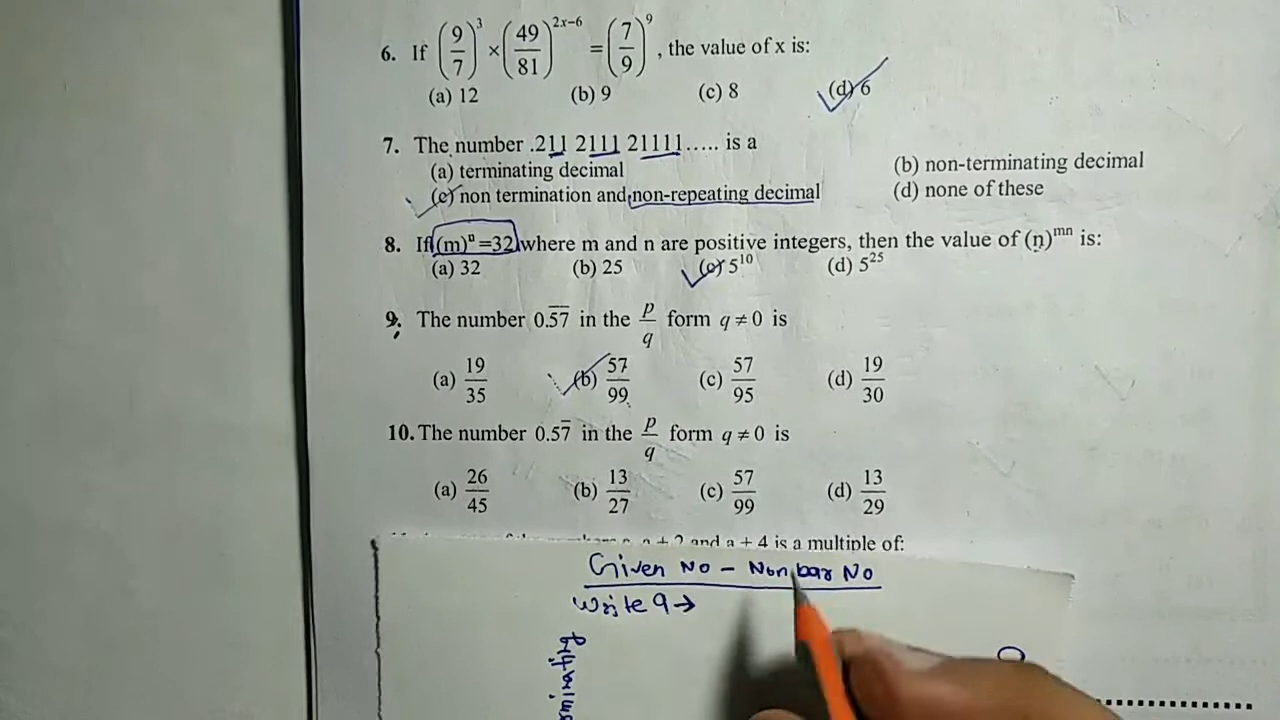 6. If (9/7)^3 × (49/81)^{2x−6} = (7/9)^9, the value of x is:
(a) 12 (b) 9 (c) 8 (d) 6
7. The number .211 2111 21111..... is a
(a) terminating decimal (b) non-terminating decimal
(c) non termination and non-repeating decimal (d) none of these
8. If (m)^n =32 where m and n are positive integers, then the value of (n)^{mn} is:
(a) 32 (b) 25 (c) 5^10 (d) 5^25
9. The number 0.5̅7̅ in the p/q form q ≠ 0 is
(a) 19/35 (b) 57/99 (c) 57/95 (d) 19/30
10. The number 0.57̅ in the p/q form q ≠ 0 is
(a) 26/45 (b) 13/27 (c) 57/99 (d) 13/29
and a + 4 is a multiple of:
Given No – Non bar No
Write 9 →